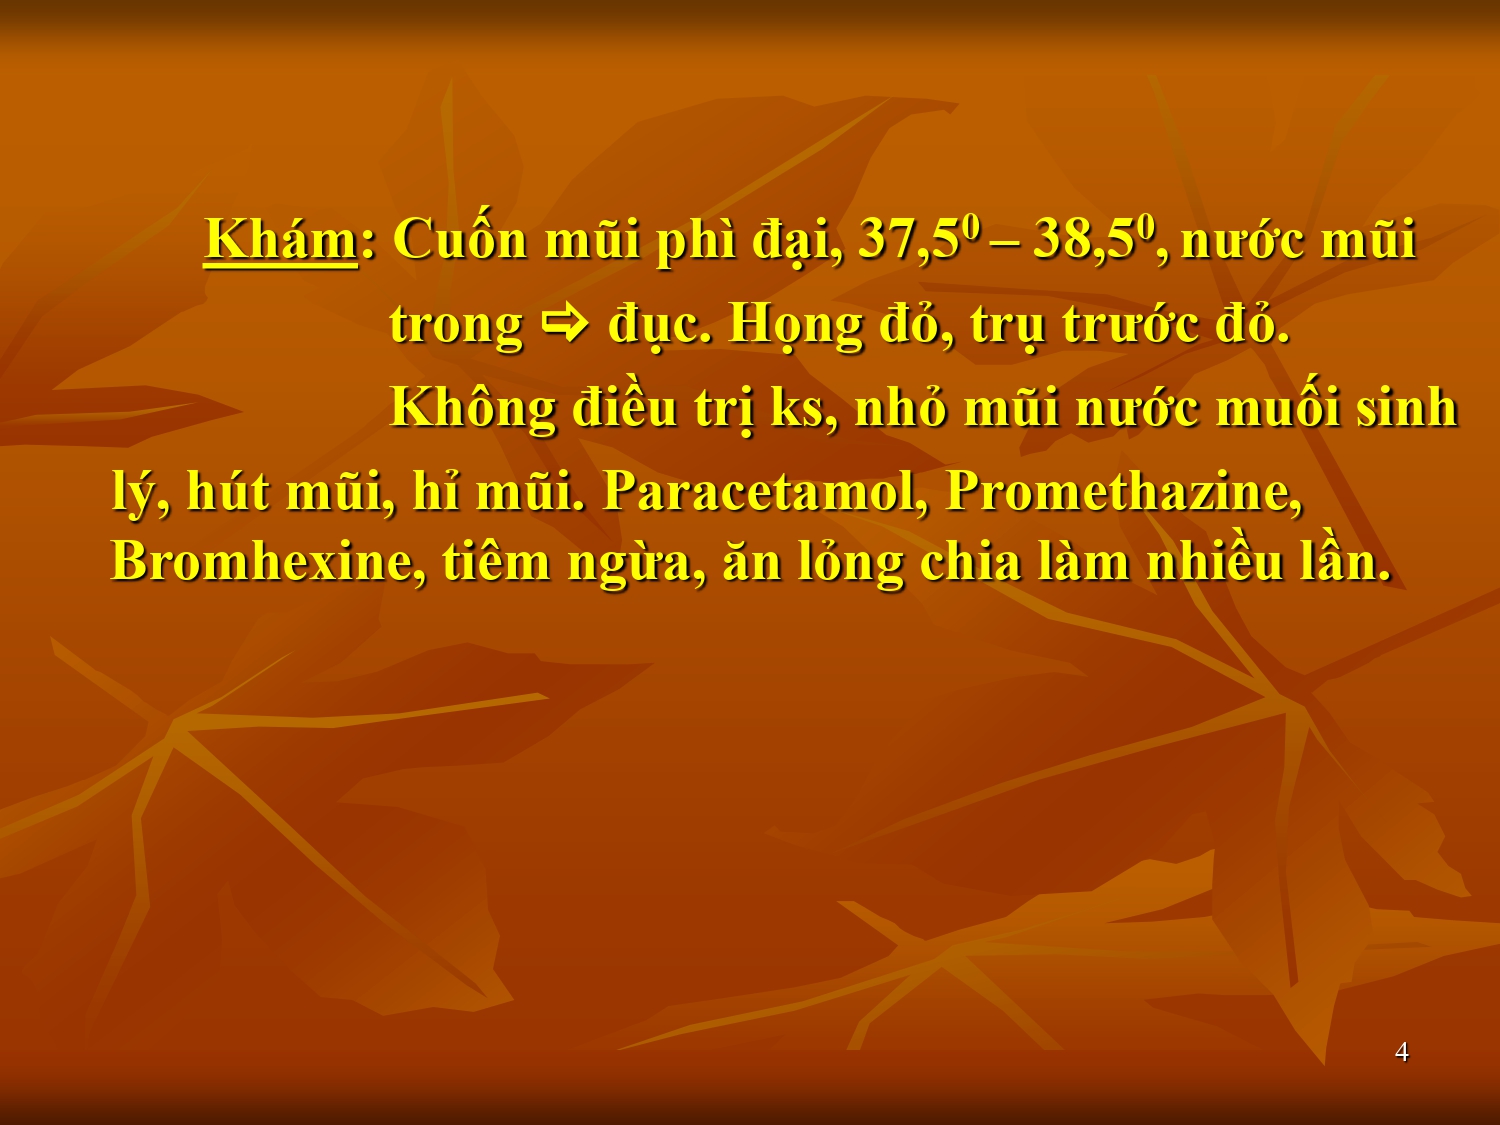 Khám: Cuốn mũi phì đại, 37,5⁰ – 38,5⁰, nước mũi
trong ➩ đục. Họng đỏ, trụ trước đỏ.
Không điều trị ks, nhỏ mũi nước muối sinh
lý, hút mũi, hỉ mũi. Paracetamol, Promethazine,
Bromhexine, tiêm ngừa, ăn lỏng chia làm nhiều lần.
4